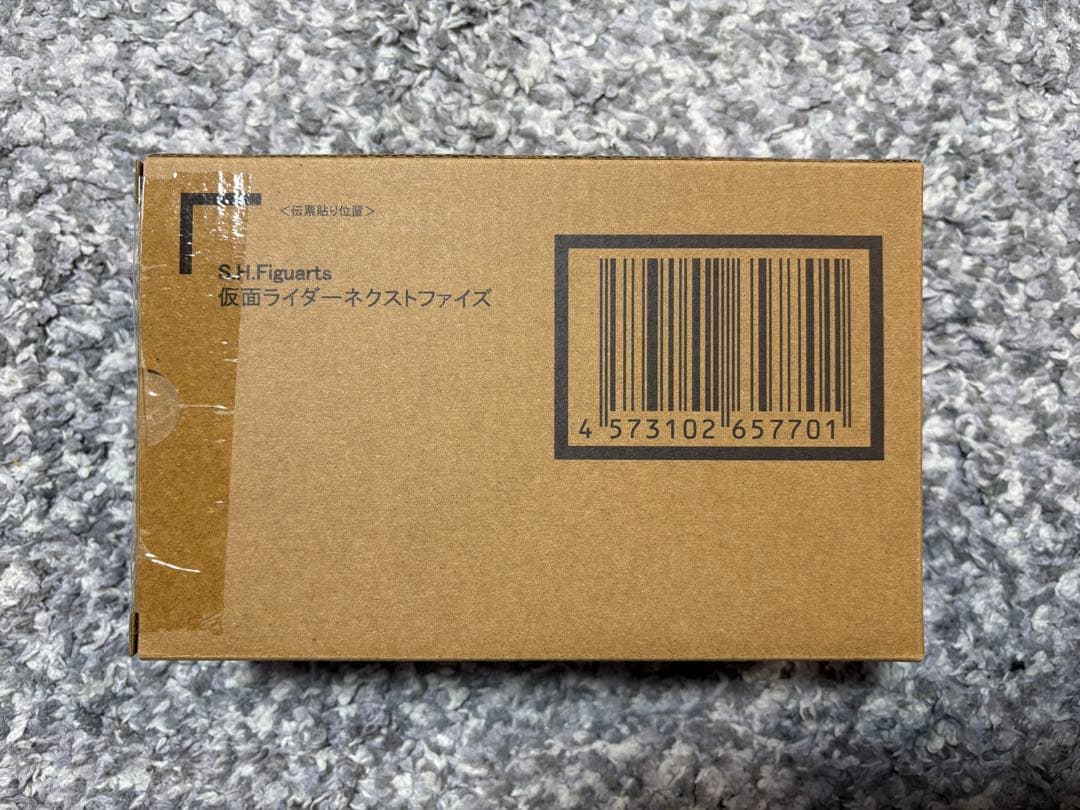 <伝票貼り位置>
S.H.Figuarts
仮面ライダーネクストファイズ
4 573102 657701